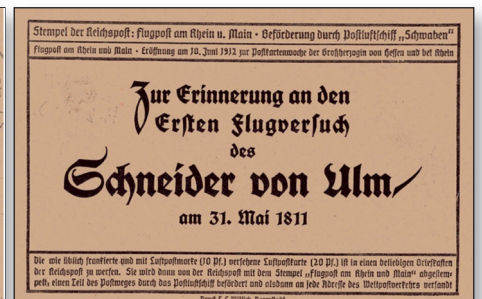 Stempel der Reichspost: Flugpost am Rhein u. Main · Beförderung durch Postluftschiff „Schwaben“
Flugpost am Rhein und Main · Eröffnung am 10. Juni 1912 zur Postkartenwoche der Großherzogin von Hessen und bei Rhein
Zur Erinnerung an den
Ersten Flugversuch
des
Schneider von Ulm
am 31. Mai 1811
Die wie üblich frankierte und mit Luftpostmarke (10 Pf.) versehene Luftpostkarte (20 Pf.) ist in einen beliebigen Briefkasten
der Reichspost zu werfen. Sie wird dann von der Reichspost mit dem Stempel „Flugpost am Rhein und Main“ abgestem-
pelt, einen Teil des Postweges durch das Postluftschiff befördert und alsdann an jede Adresse des Weltpostverkehrs versandt